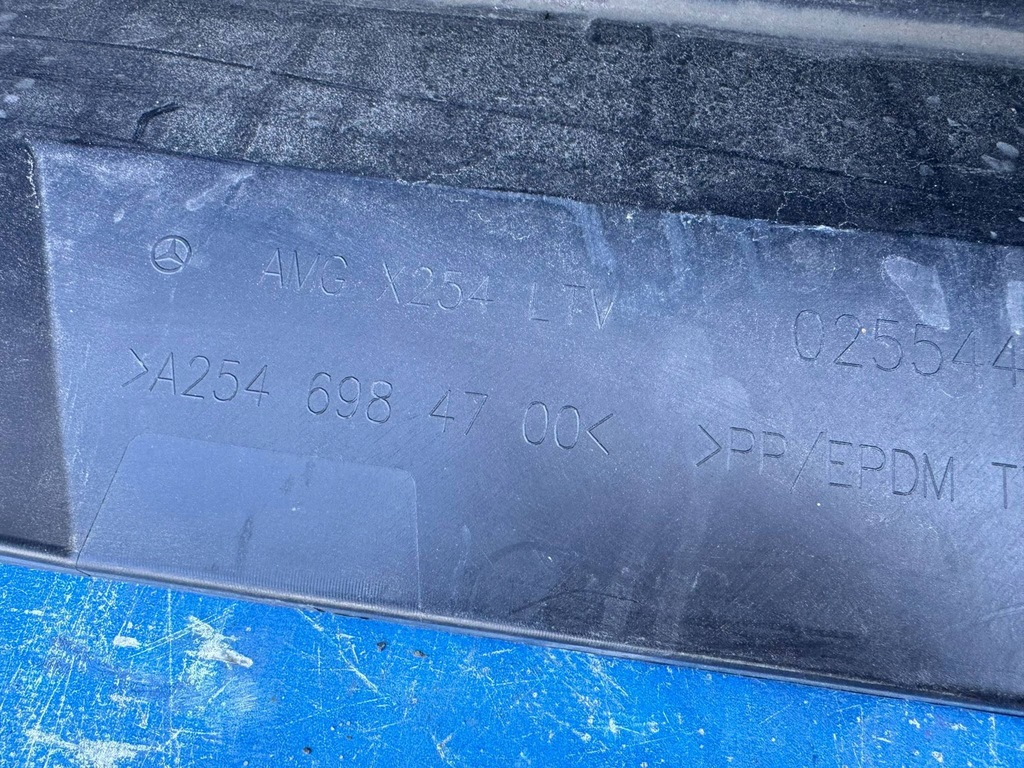 AMG X254 LTV
025544
>A254 698 47 00<
>PP/EPDM T